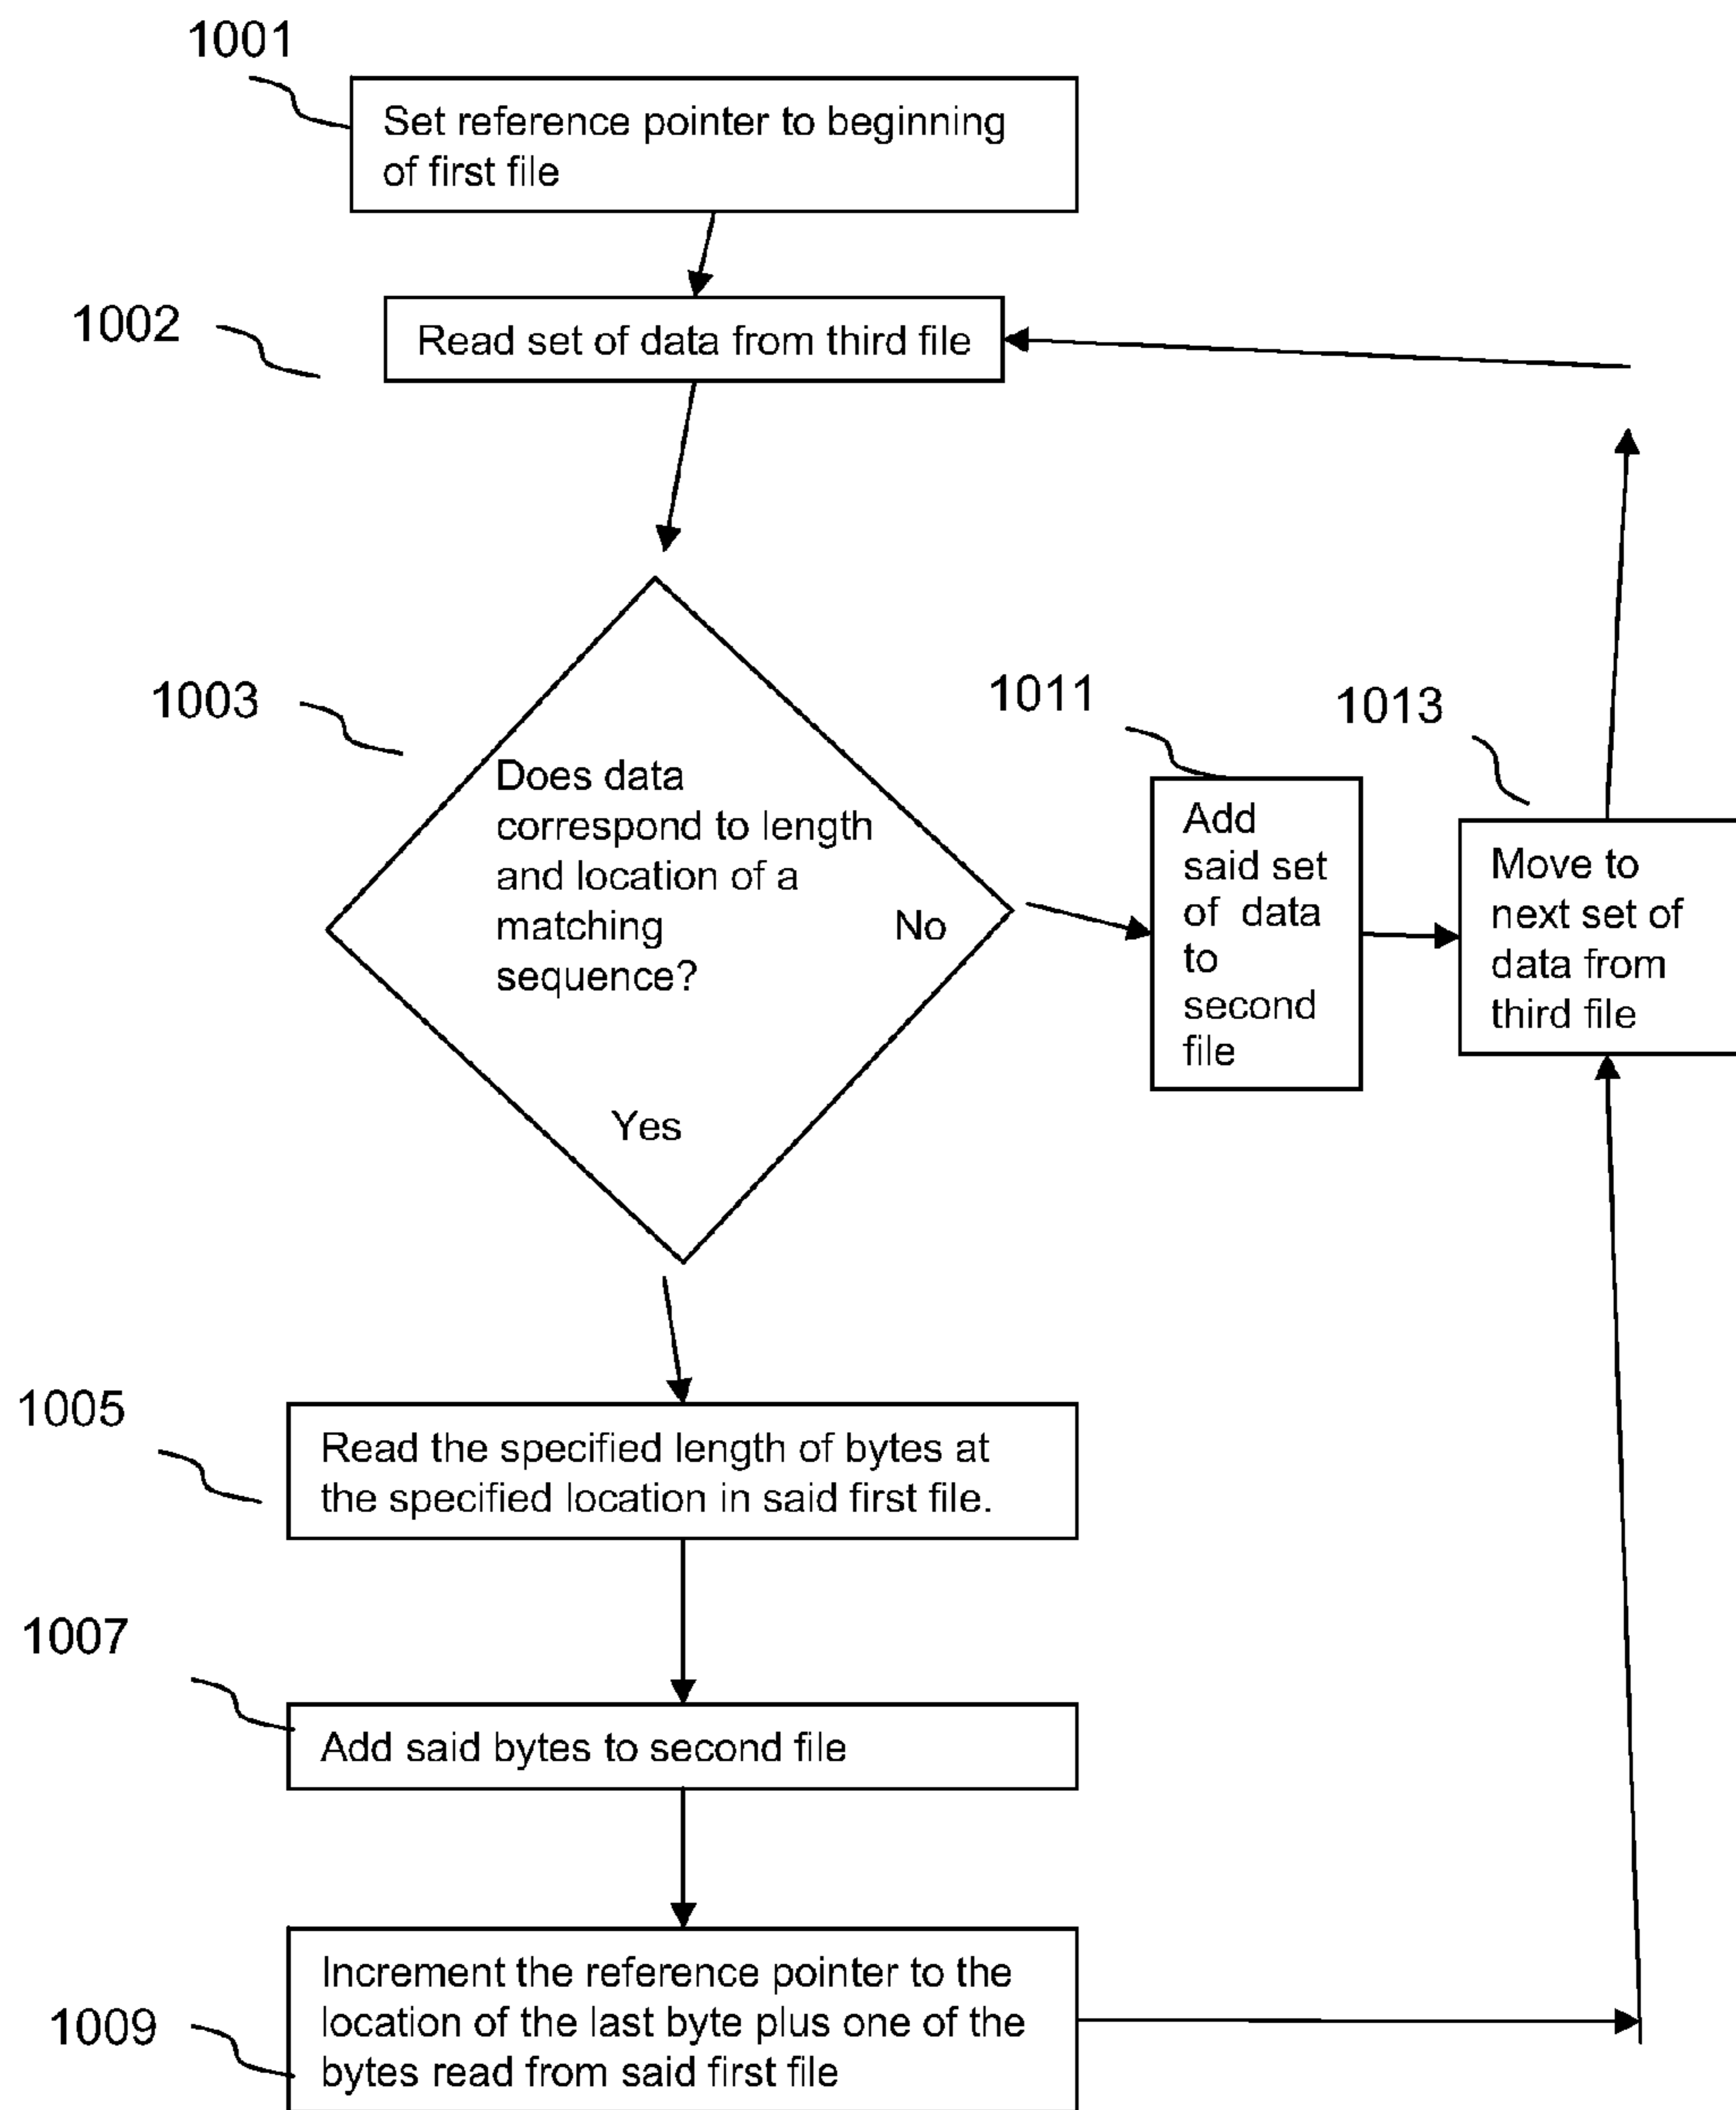 1001
Set reference pointer to beginning
of first file
1002
Read set of data from third file
1003
Does data
correspond to length
and location of a
matching
sequence?
No
Yes
1011
Add
said set
of data
to
second
file
1013
Move to
next set of
data from
third file
1005
Read the specified length of bytes at
the specified location in said first file.
1007
Add said bytes to second file
1009
Increment the reference pointer to the
location of the last byte plus one of the
bytes read from said first file